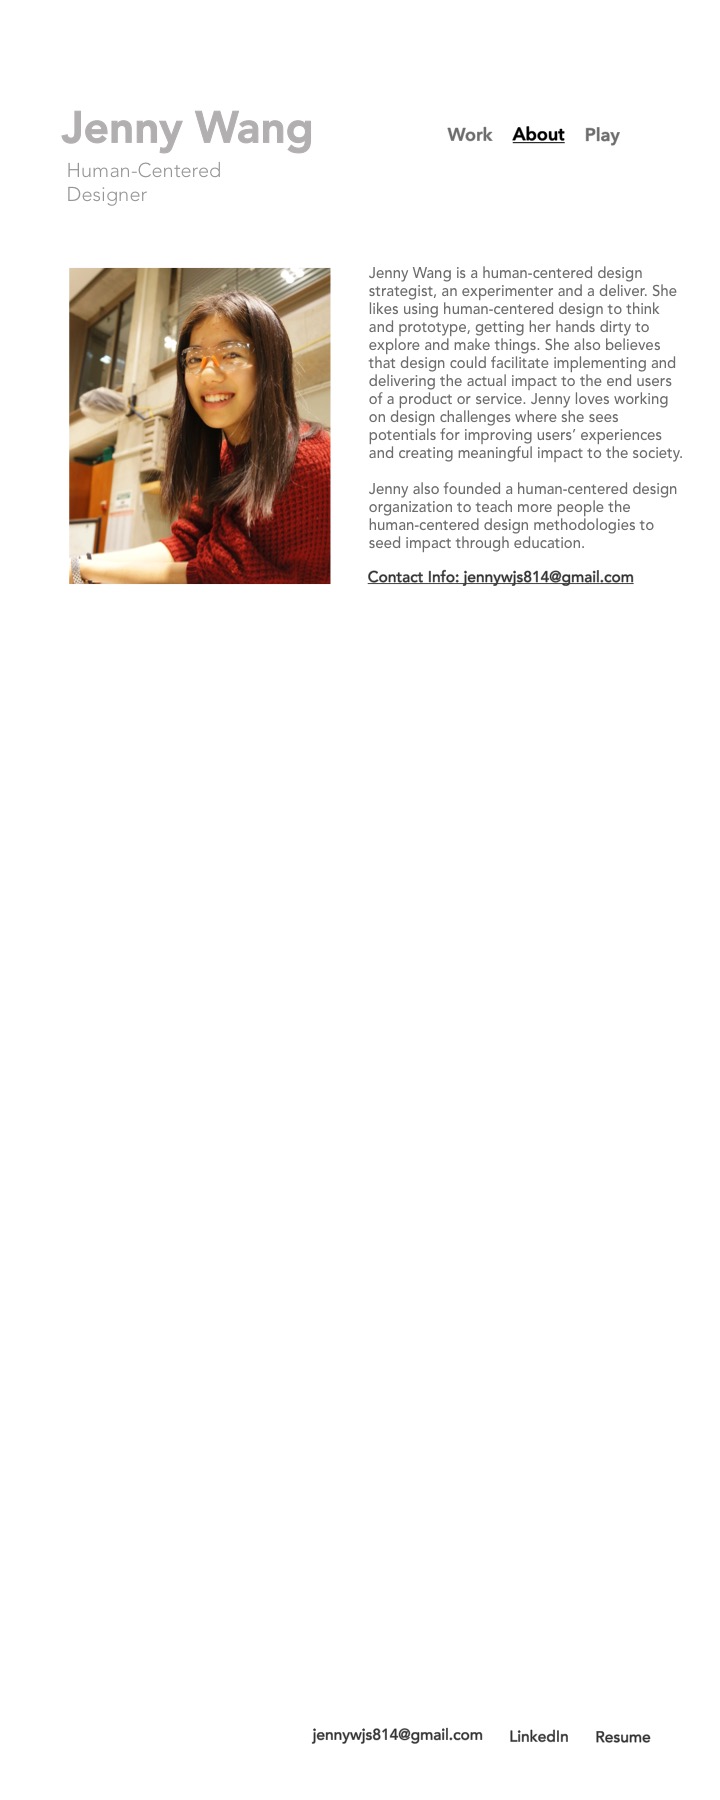 Jenny Wang
Human-Centered
Designer
Work About Play
Jenny Wang is a human-centered design
strategist, an experimenter and a deliver. She
likes using human-centered design to think
and prototype, getting her hands dirty to
explore and make things. She also believes
that design could facilitate implementing and
delivering the actual impact to the end users
of a product or service. Jenny loves working
on design challenges where she sees
potentials for improving users’ experiences
and creating meaningful impact to the society.
Jenny also founded a human-centered design
organization to teach more people the
human-centered design methodologies to
seed impact through education.
Contact Info: jennywjs814@gmail.com
jennywjs814@gmail.com LinkedIn Resume